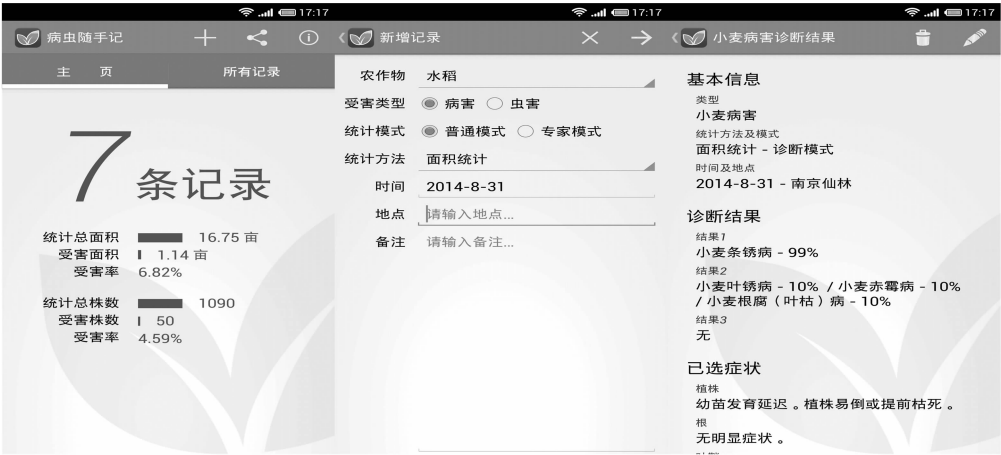 17:17
病虫随手记
主 页
所有记录
7
条记录
统计总面积 16.75 亩
受害面积 1.14 亩
受害率 6.82%
统计总株数 1090
受害株数 50
受害率 4.59%
17:17
新增记录
农作物 水稻
受害类型 病害 虫害
统计模式 普通模式 专家模式
统计方法 面积统计
时间 2014-8-31
地点 请输入地点...
备注 请输入备注...
17:17
小麦病害诊断结果
基本信息
类型
小麦病害
统计方法及模式
面积统计 - 诊断模式
时间及地点
2014-8-31 - 南京仙林
诊断结果
结果1
小麦条锈病 - 99%
结果2
小麦叶锈病 - 10% / 小麦赤霉病 - 10%
/ 小麦根腐（叶枯）病 - 10%
结果3
无
已选症状
植株
幼苗发育延迟 。植株易倒或提前枯死 。
根
无明显症状 。